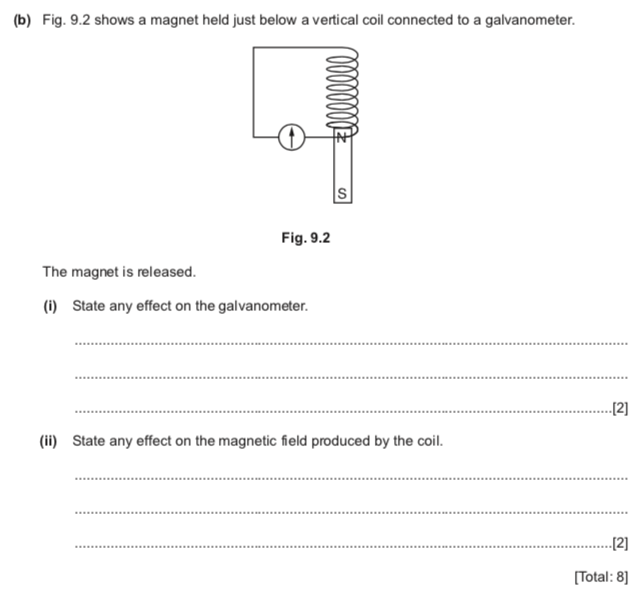 (b) Fig. 9.2 shows a magnet held just below a vertical coil connected to a galvanometer.
N
S
Fig. 9.2
The magnet is released.
(i) State any effect on the galvanometer.
[2]
(ii) State any effect on the magnetic field produced by the coil.
[2]
[Total: 8]